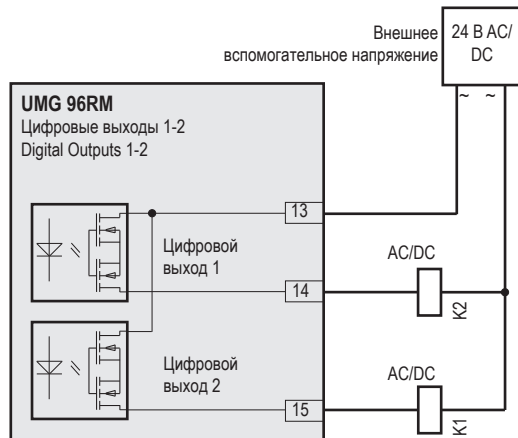 Внешнее
вспомогательное напряжение
24 В AC/
DC
~ ~
UMG 96RM
Цифровые выходы 1-2
Digital Outputs 1-2
13
Цифровой
выход 1
AC/DC
14
K2
Цифровой
выход 2
AC/DC
15
K1